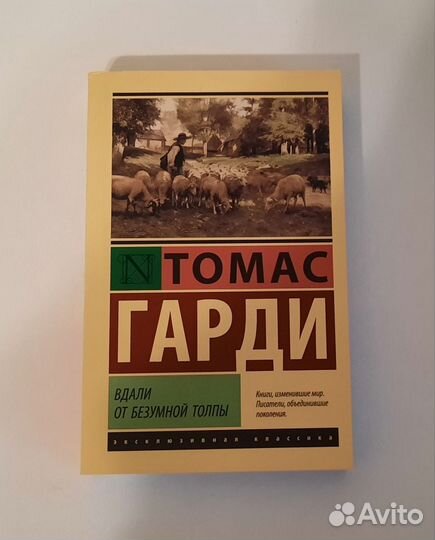 N
ТОМАС
ГАРДИ
ВДАЛИ
ОТ БЕЗУМНОЙ ТОЛПЫ
Книги, изменившие мир.
Писатели, объединившие
поколения.
эксклюзивная классика
Avito